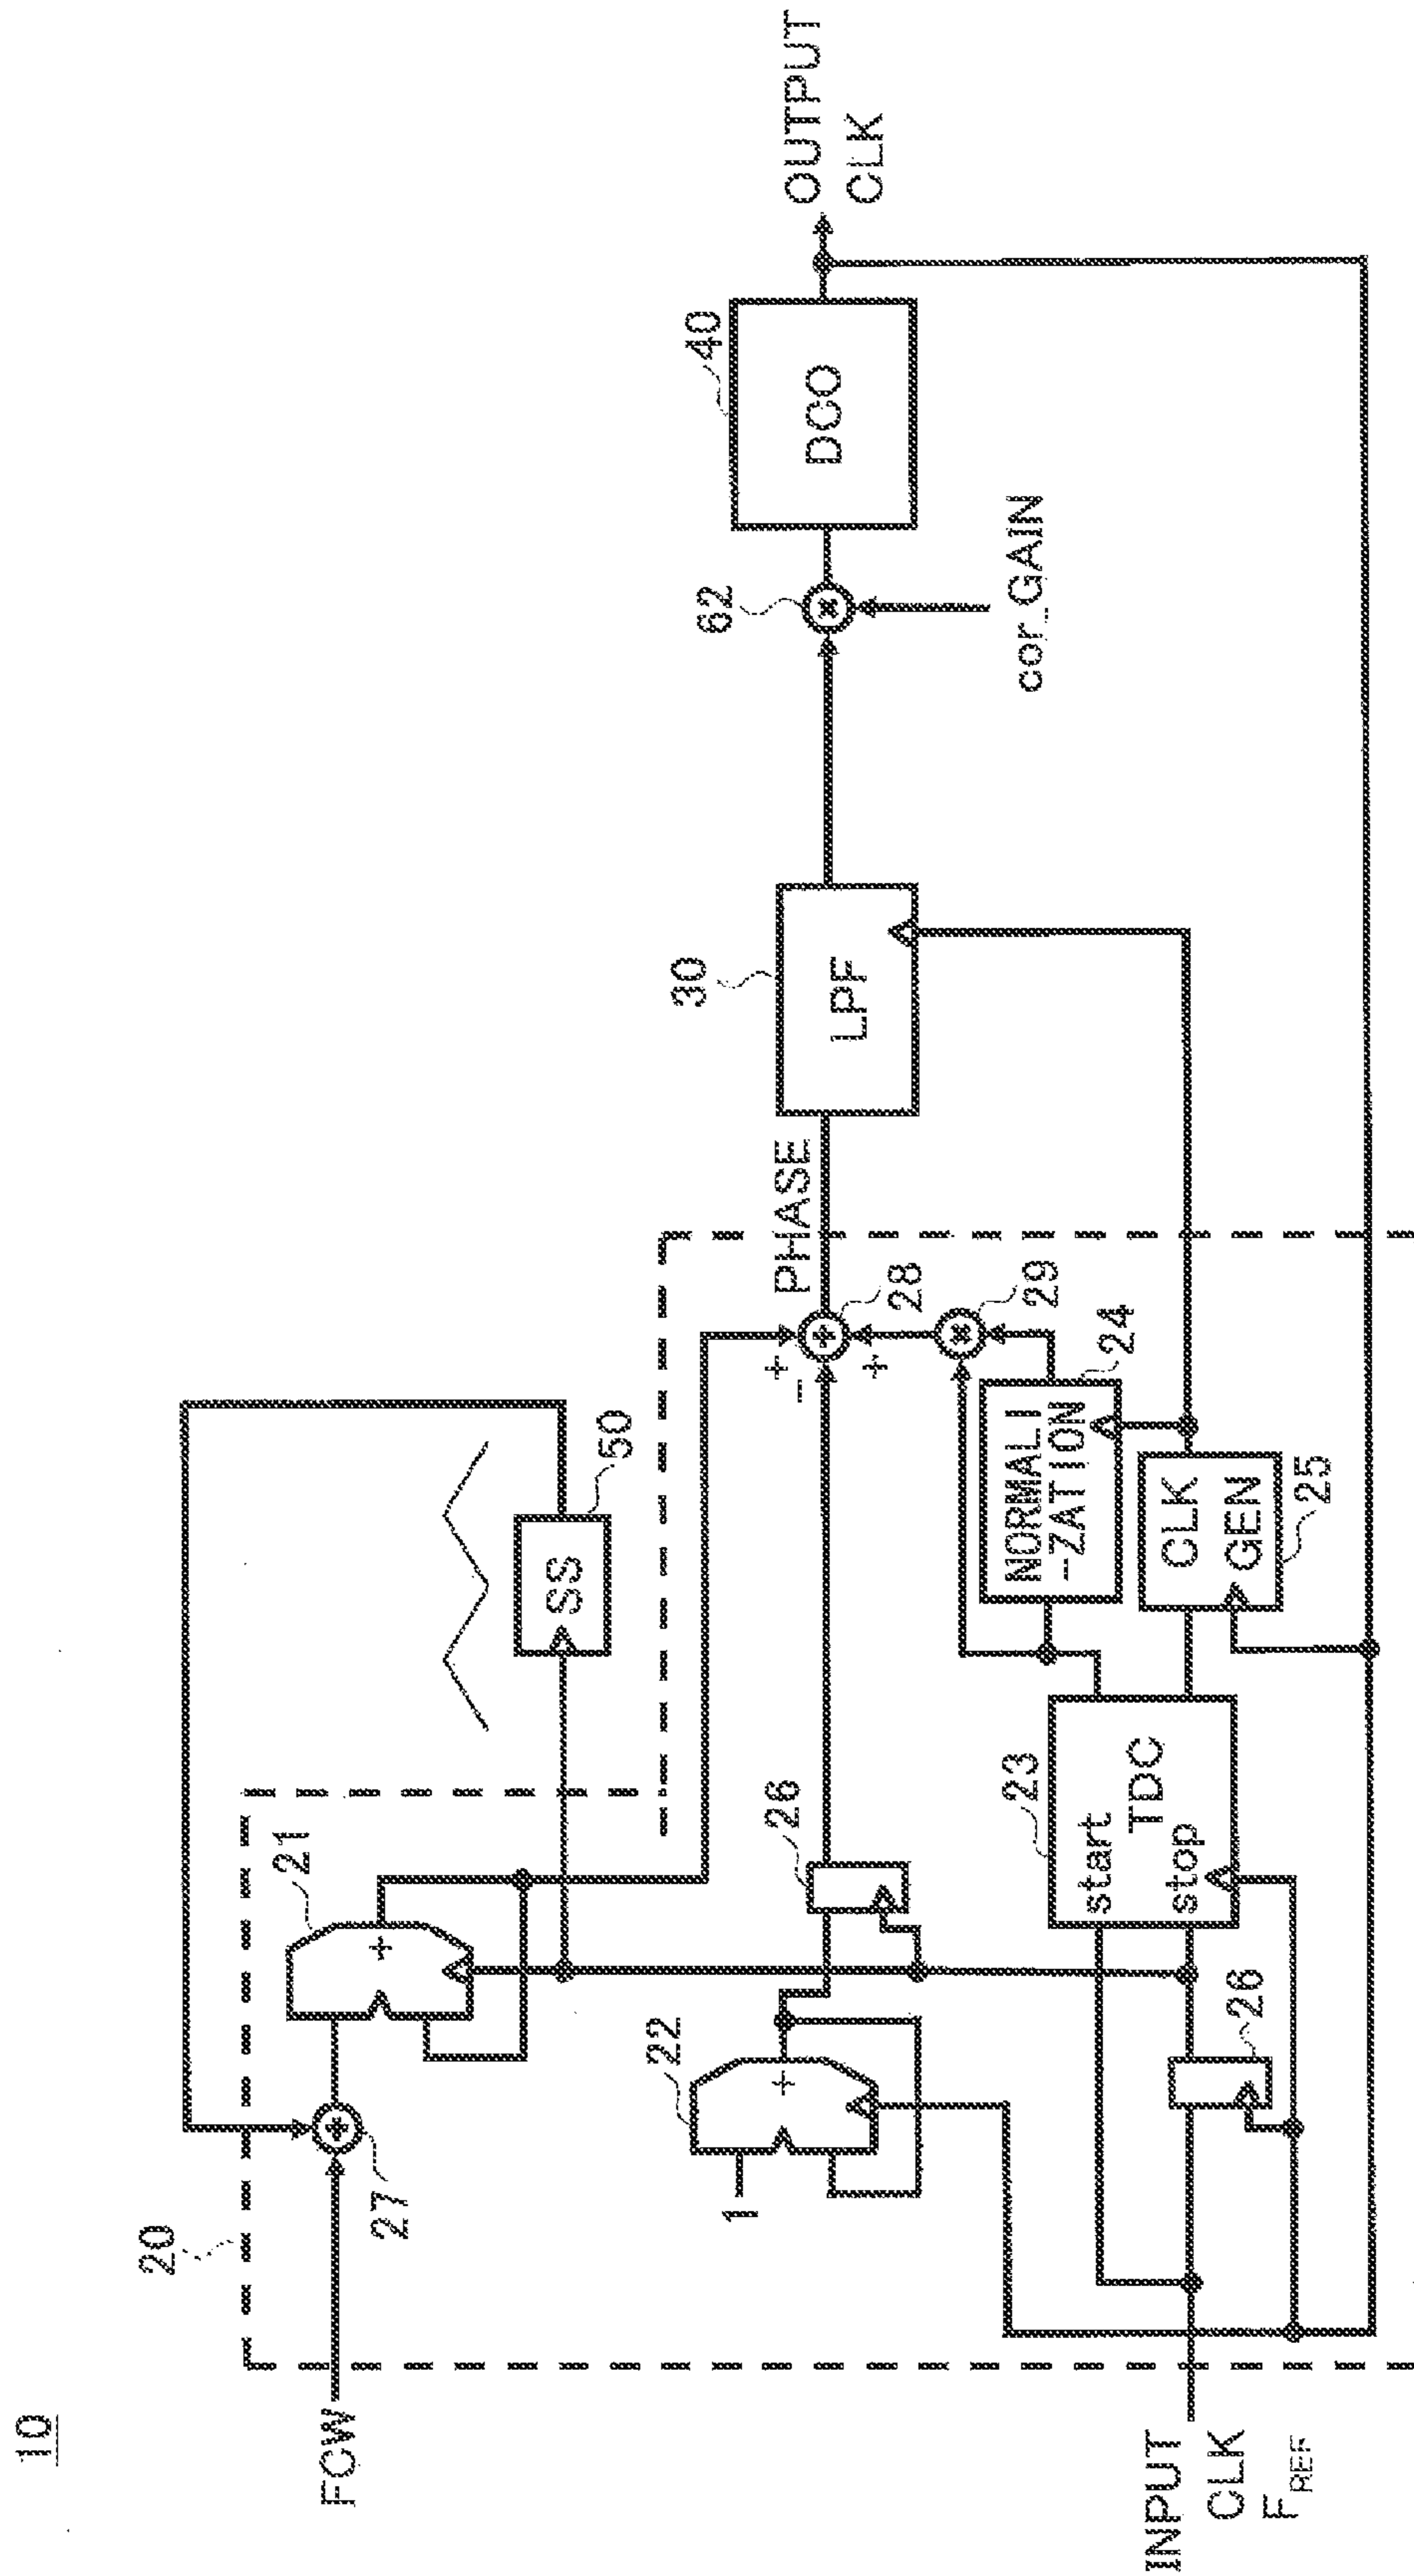 10
20
FCW
27
+
21
+
SS
50
22
1
+
26
INPUT
CLK
F_REF
26
23
start
TDC
stop
NORMALI
-ZATION
24
CLK
GEN
25
28
29
+
-
+
+
×
PHASE
30
LPF
62
×
cor_GAIN
40
DCO
OUTPUT
CLK